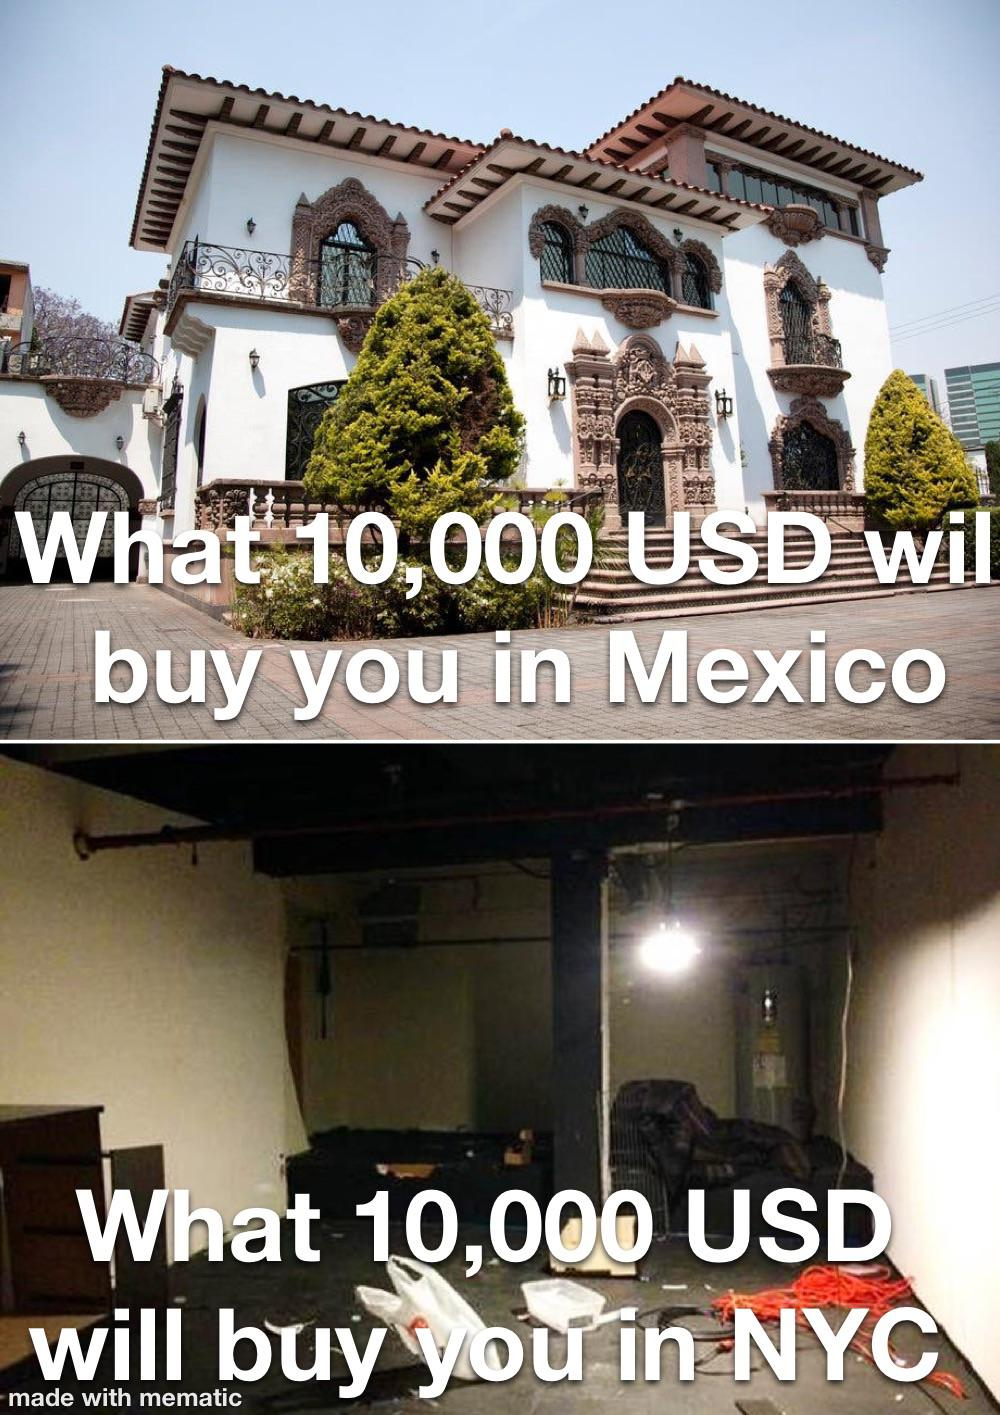 What 10,000 USD wil
buy you in Mexico
What 10,000 USD
will buy you in NYC
made with mematic